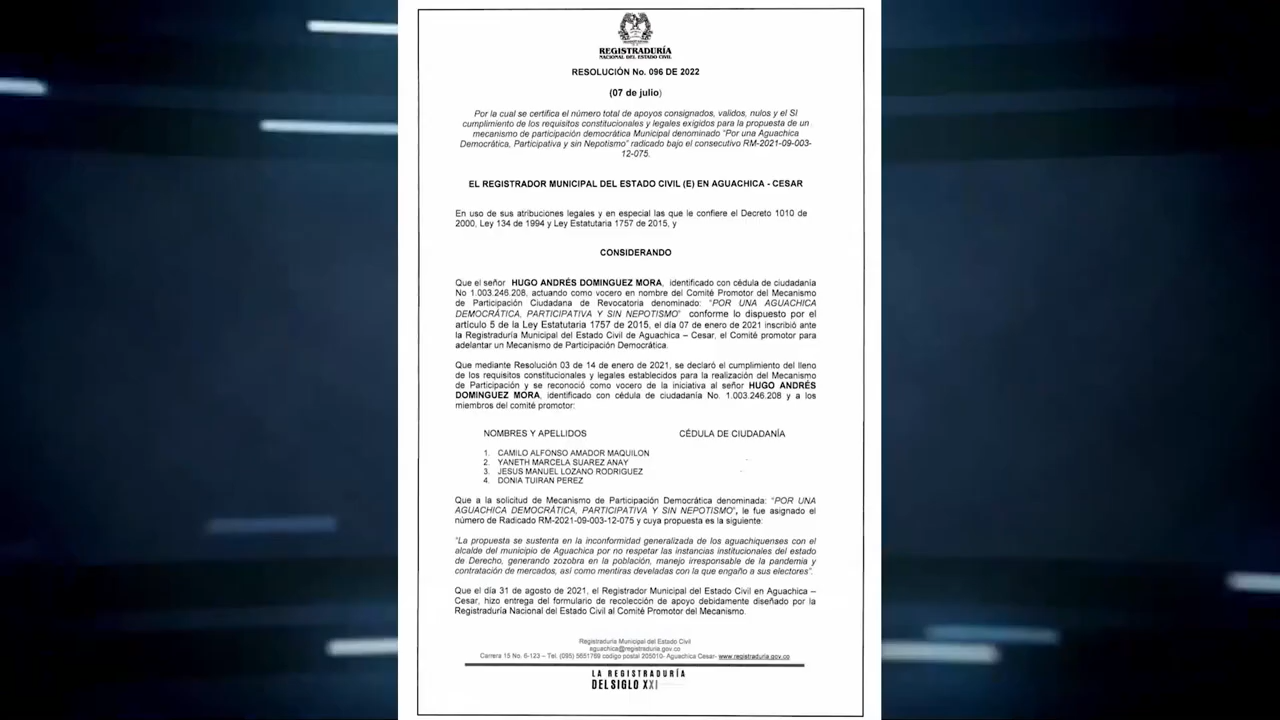 REGISTRADURÍA
NACIONAL DEL ESTADO CIVIL
RESOLUCIÓN No. 096 DE 2022
(07 de julio)
Por la cual se certifica el número total de apoyos consignados, validos, nulos y el SI
cumplimiento de los requisitos constitucionales y legales exigidos para la propuesta de un
mecanismo de participación democrática Municipal denominado "Por una Aguachica
Democrática, Participativa y sin Nepotismo" radicado bajo el consecutivo RM-2021-09-003-
12-075.
EL REGISTRADOR MUNICIPAL DEL ESTADO CIVIL (E) EN AGUACHICA - CESAR
En uso de sus atribuciones legales y en especial las que le confiere el Decreto 1010 de
2000, Ley 134 de 1994 y Ley Estatutaria 1757 de 2015, y
CONSIDERANDO
Que el señor HUGO ANDRÉS DOMINGUEZ MORA, identificado con cédula de ciudadanía
No 1.003.246.208, actuando como vocero en nombre del Comité Promotor del Mecanismo
de Participación Ciudadana de Revocatoria denominado: "POR UNA AGUACHICA
DEMOCRÁTICA, PARTICIPATIVA Y SIN NEPOTISMO" conforme lo dispuesto por el
artículo 5 de la Ley Estatutaria 1757 de 2015, el día 07 de enero de 2021 inscribió ante
la Registraduría Municipal del Estado Civil de Aguachica – Cesar, el Comité promotor para
adelantar un Mecanismo de Participación Democrática.
Que mediante Resolución 03 de 14 de enero de 2021, se declaró el cumplimiento del lleno
de los requisitos constitucionales y legales establecidos para la realización del Mecanismo
de Participación y se reconoció como vocero de la iniciativa al señor HUGO ANDRÉS
DOMINGUEZ MORA, identificado con cédula de ciudadanía No. 1.003.246.208 y a los
miembros del comité promotor:
NOMBRES Y APELLIDOS CÉDULA DE CIUDADANÍA
1. CAMILO ALFONSO AMADOR MAQUILON
2. YANETH MARCELA SUAREZ ANAY
3. JESUS MANUEL LOZANO RODRIGUEZ
4. DONIA TUIRAN PEREZ
Que a la solicitud de Mecanismo de Participación Democrática denominada: "POR UNA
AGUACHICA DEMOCRÁTICA, PARTICIPATIVA Y SIN NEPOTISMO", le fue asignado el
número de Radicado RM-2021-09-003-12-075 y cuya propuesta es la siguiente:
"La propuesta se sustenta en la inconformidad generalizada de los aguachiquenses con el
alcalde del municipio de Aguachica por no respetar las instancias institucionales del estado
de Derecho, generando zozobra en la población, manejo irresponsable de la pandemia y
contratación de mercados, así como mentiras develadas con la que engaño a sus electores".
Que el día 31 de agosto de 2021, el Registrador Municipal del Estado Civil en Aguachica –
Cesar, hizo entrega del formulario de recolección de apoyo debidamente diseñado por la
Registraduría Nacional del Estado Civil al Comité Promotor del Mecanismo.
Registraduría Municipal del Estado Civil
aguachica@registraduria.gov.co
Carrera 15 No. 6-123 – Tel. (095) 5651769 codigo postal 205010- Aguachica Cesar- www.registraduria.gov.co
LA REGISTRADURÍA
DEL SIGLO XXI